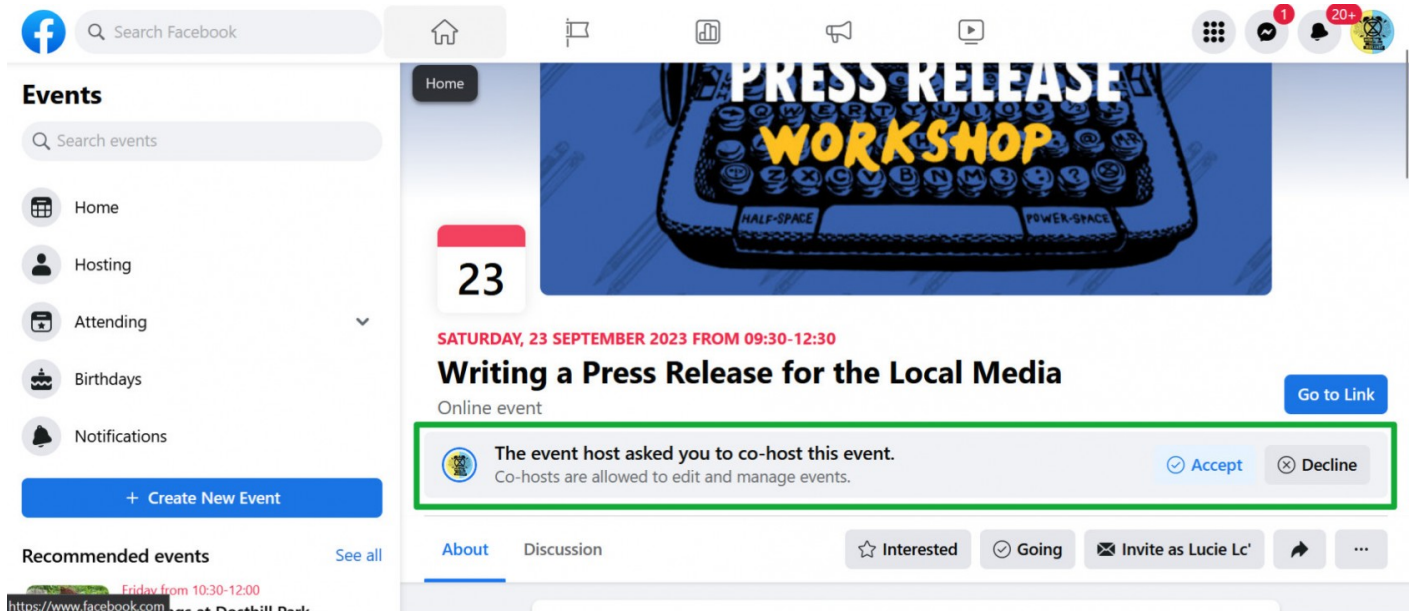 Search Facebook
1
20+
Home
Events
Search events
Home
Hosting
Attending
Birthdays
Notifications
+ Create New Event
Recommended events
See all
Friday from 10:30-12:00
at Dosthill Park
https://www.facebook.com
PRESS RELEASE
WORKSHOP
Q W E R T Y U I O P
Z X C V B N M 3 : ?
HALF-SPACE
POWER-SPACE
23
SATURDAY, 23 SEPTEMBER 2023 FROM 09:30-12:30
Writing a Press Release for the Local Media
Online event
Go to Link
The event host asked you to co-host this event.
Co-hosts are allowed to edit and manage events.
Accept
Decline
About
Discussion
Interested
Going
Invite as Lucie Lc'
...